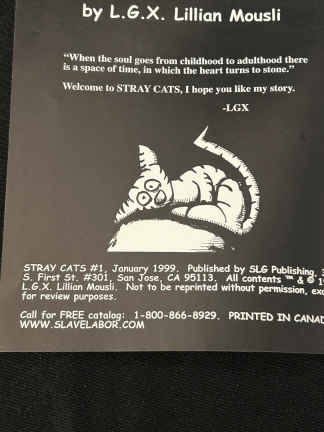 by L.G.X. Lillian Mousli
“When the soul goes from childhood to adulthood there
is a space of time, in which the heart turns to stone.”
Welcome to STRAY CATS, I hope you like my story.
-LGX
STRAY CATS #1, January 1999. Published by SLG Publishing,
S. First St. #301, San Jose, CA 95113. All contents ™ & ©
L.G.X. Lillian Mousli. Not to be reprinted without permission,
for review purposes.
Call for FREE catalog: 1-800-866-8929. PRINTED IN
WWW.SLAVELABOR.COM